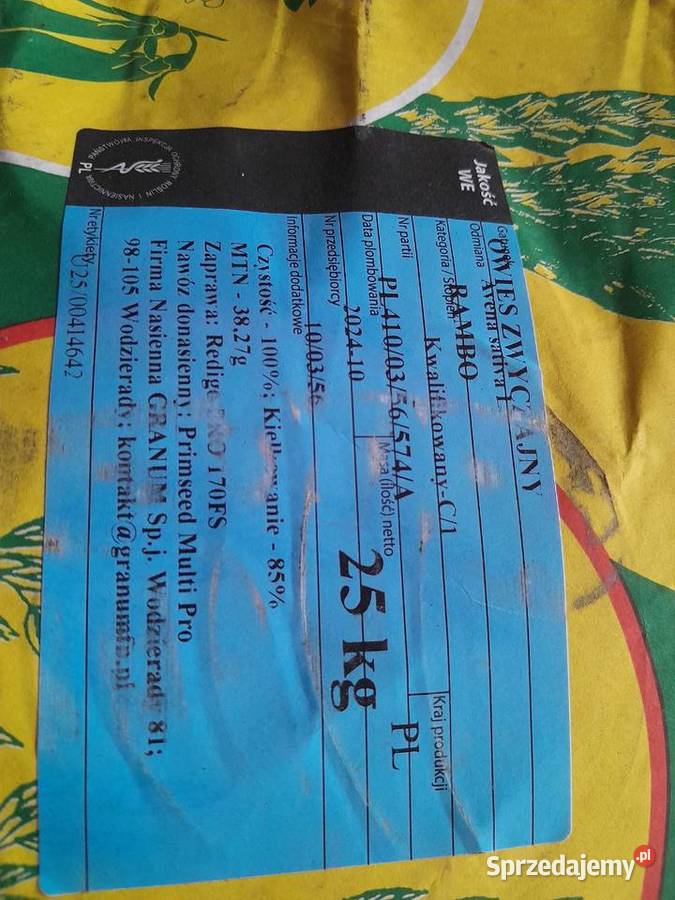 Jakość
WE
PAŃSTWOWA INSPEKCJA OCHRONY ROŚLIN I NASIENNICTWA
PL
Gatunek
OWIES ZWYCZAJNY
Avena sativa L.
Odmiana
BAMBO
Kategoria / Stopień
Kwalifikowany-C/1
Kraj produkcji
PL
Nr partii
PL410/03/56/574/A
Data plombowania
2024-10
Masa (ilość) netto
25 kg
Nr przedsiębiorcy
10/03/56
Informacje dodatkowe
Czystość - 100%; Kiełkowanie - 85%
MTN - 38.27g
Zaprawa: Redigo PRO 170FS
Nawóz donasienny: Primseed Multi Pro
Firma Nasienna GRANUM Sp.j. Wodzierady 81;
98-105 Wodzierady; kontakt@granumfn.pl
Nr etykiety
U25/00414642
Sprzedajemy.pl